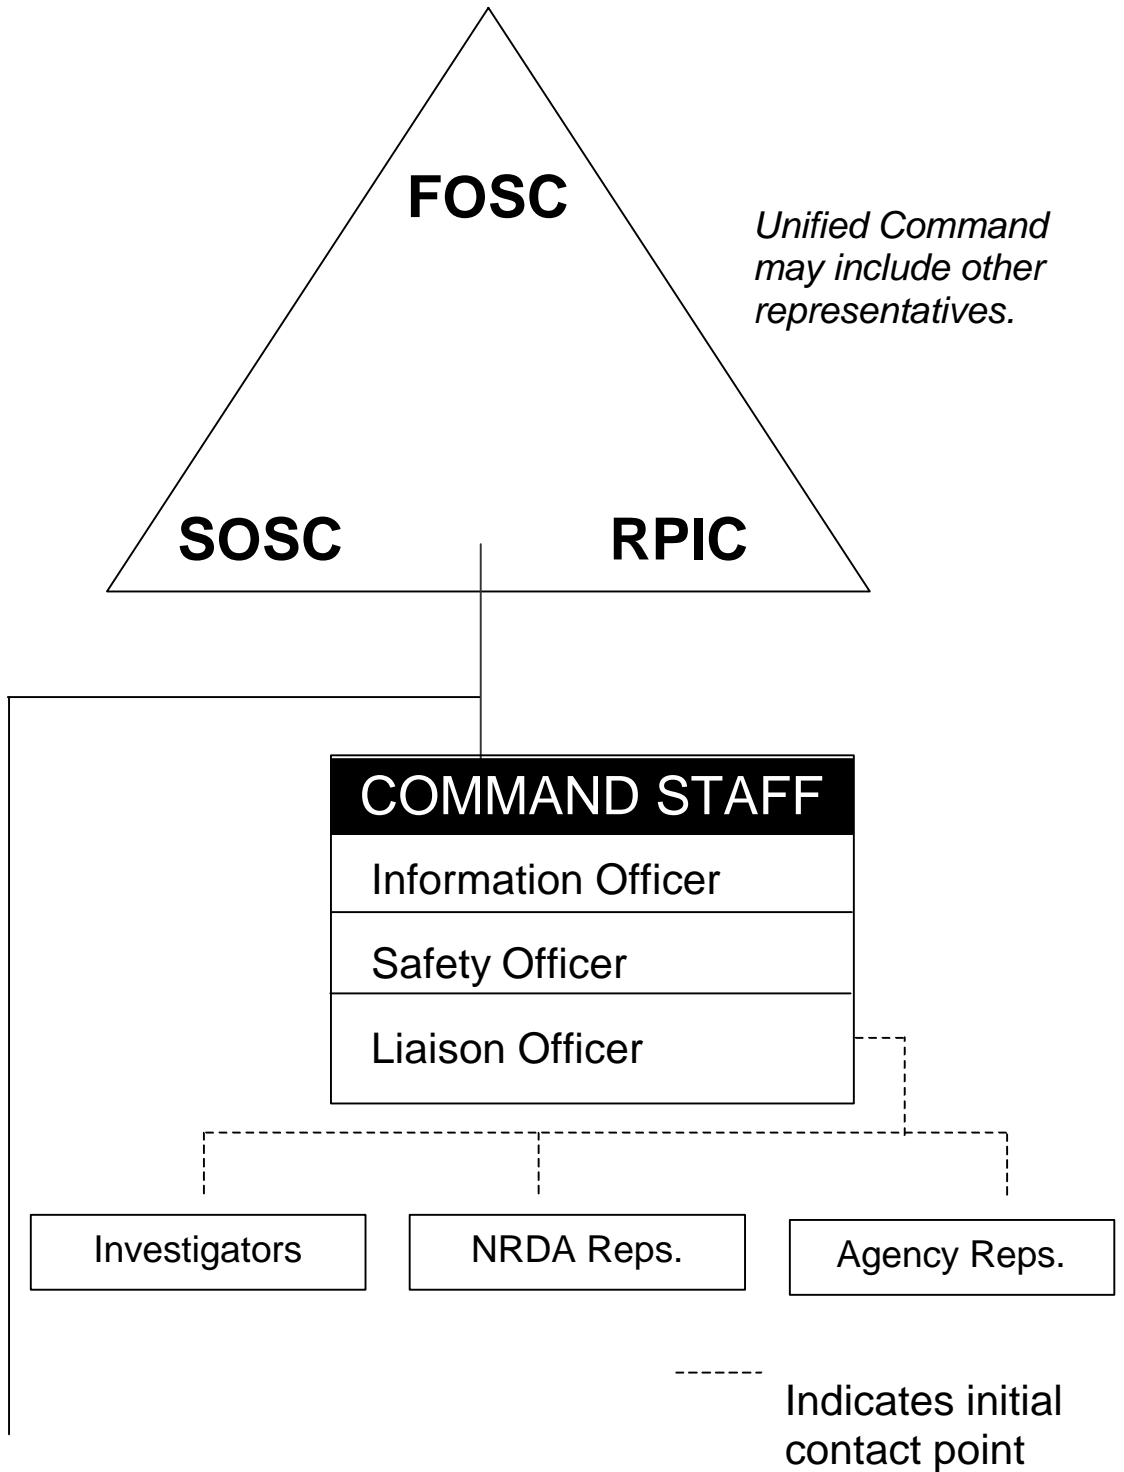 FOSC
Unified Command
may include other
representatives.
SOSC
RPIC
COMMAND STAFF
Information Officer
Safety Officer
Liaison Officer
Investigators
NRDA Reps.
Agency Reps.
Indicates initial
contact point